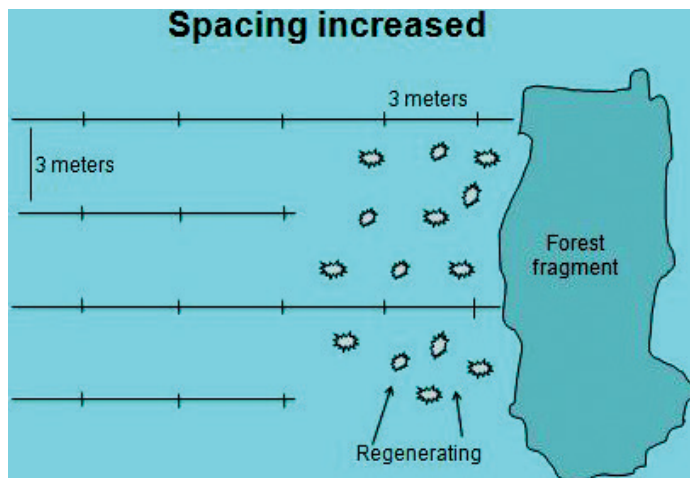 Spacing increased
3 meters
3 meters
Forest
fragment
Regenerating